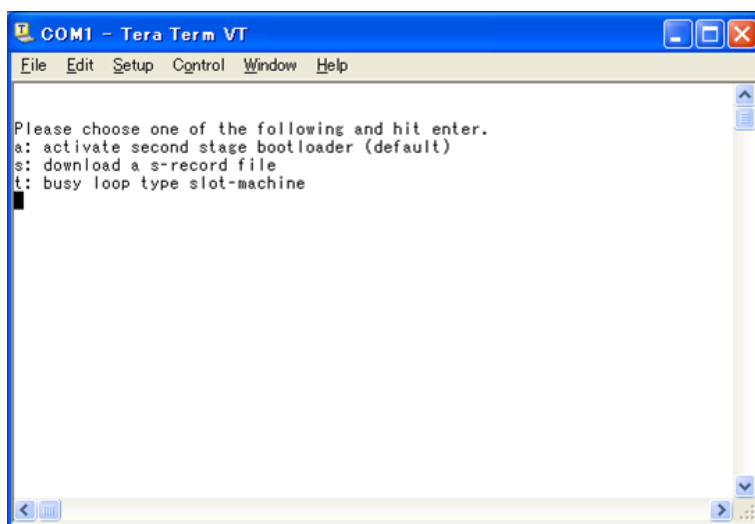 COM1 - Tera Term VT
File Edit Setup Control Window Help
Please choose one of the following and hit enter.
a: activate second stage bootloader (default)
s: download a s-record file
t: busy loop type slot-machine